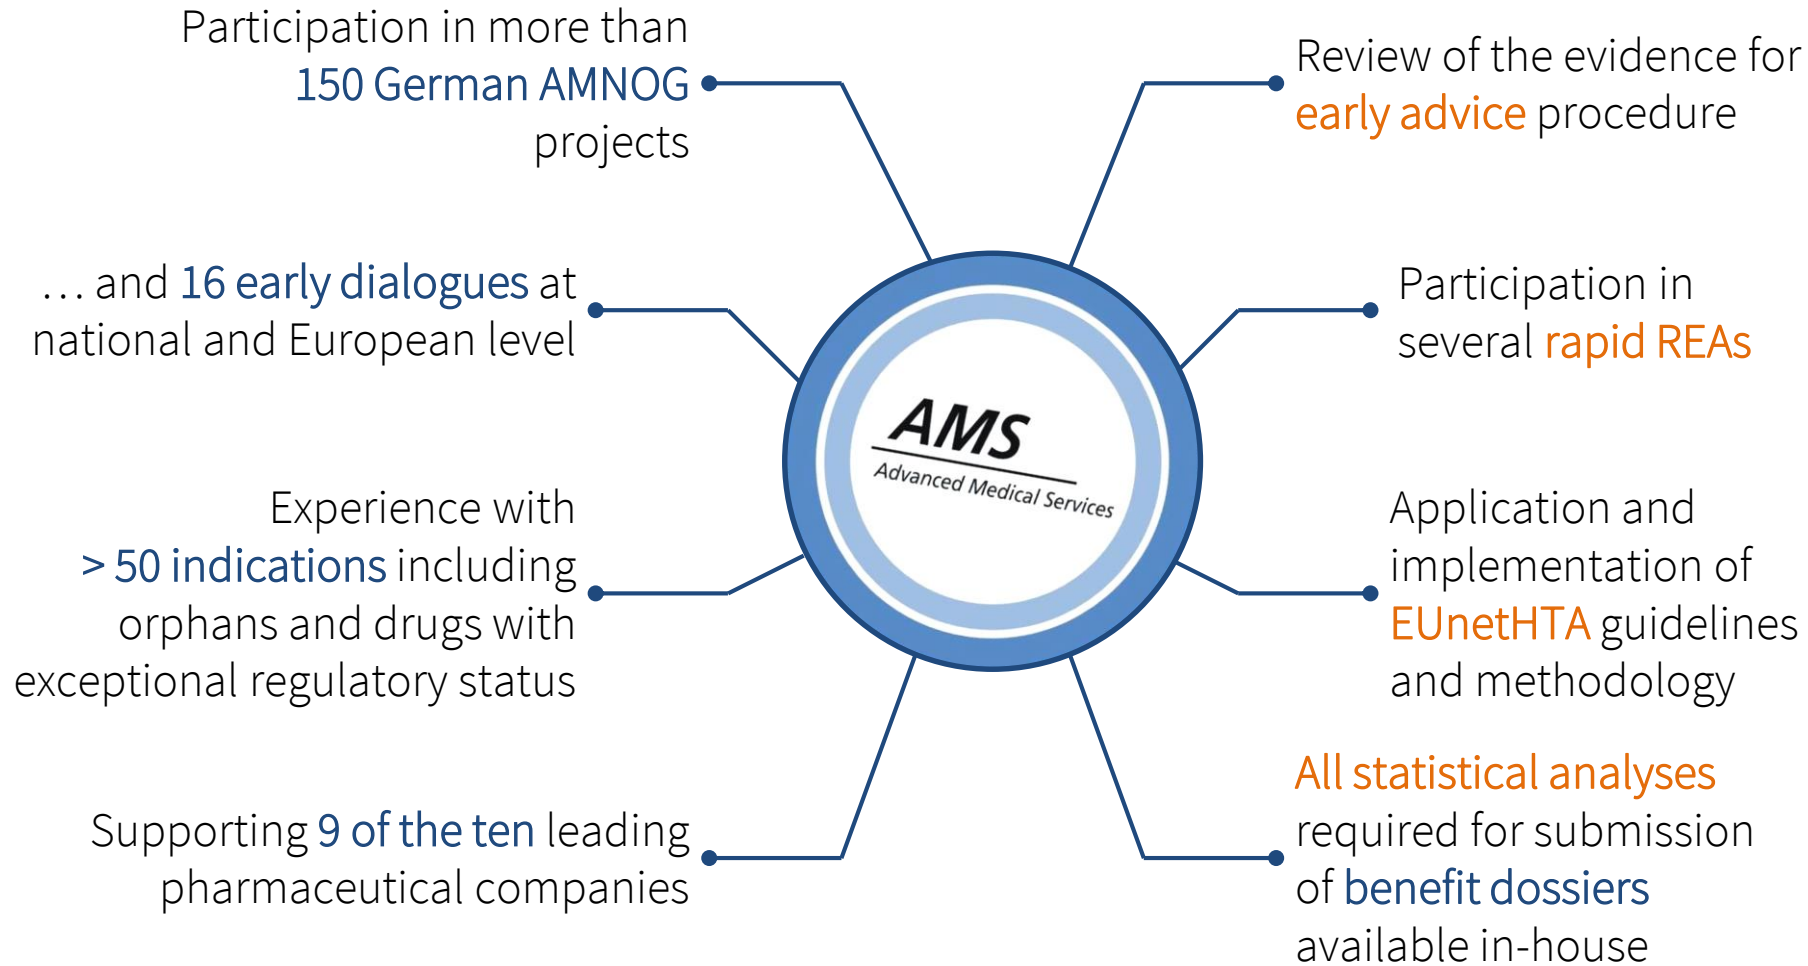 Participation in more than
150 German AMNOG
projects
… and 16 early dialogues at
national and European level
Experience with
> 50 indications including
orphans and drugs with
exceptional regulatory status
Supporting 9 of the ten leading
pharmaceutical companies
AMS
Advanced Medical Services
Review of the evidence for
early advice procedure
Participation in
several rapid REAs
Application and
implementation of
EUnetHTA guidelines
and methodology
All statistical analyses
required for submission
of benefit dossiers
available in-house